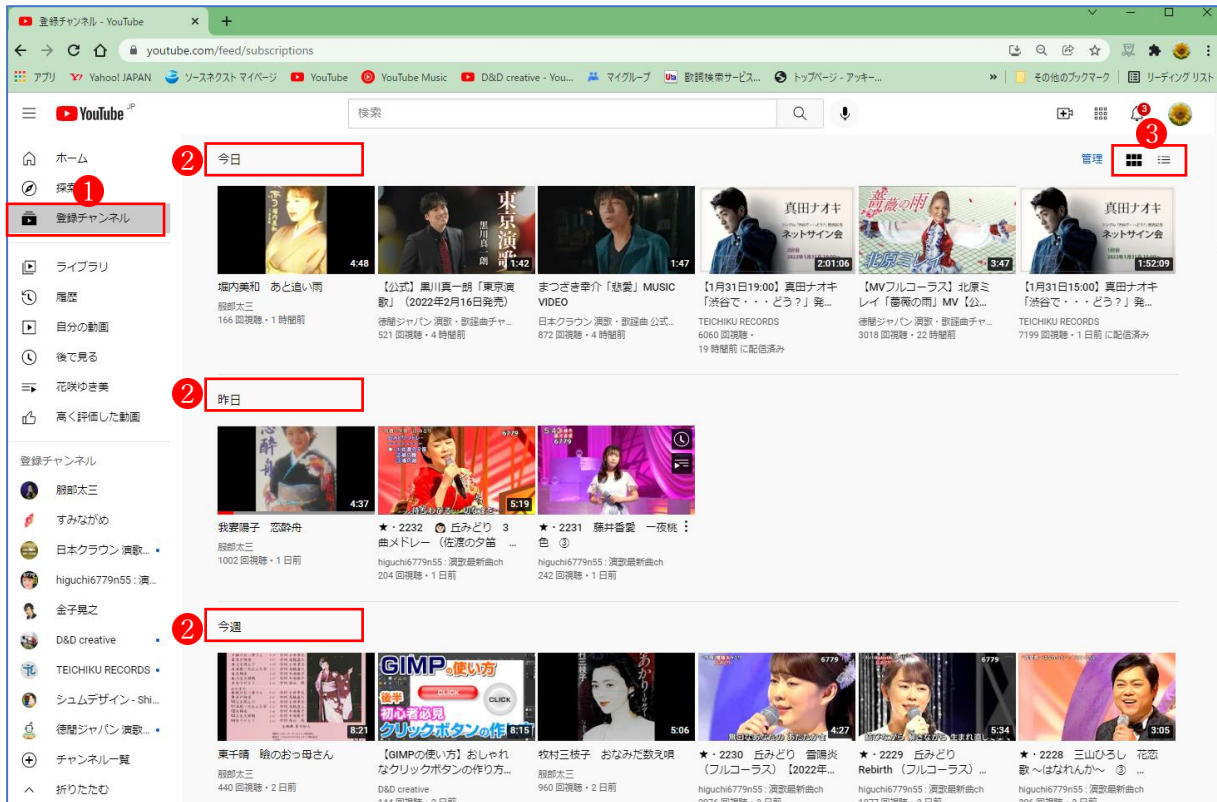 登録チャンネル - YouTube
youtube.com/feed/subscriptions
アプリ Yahoo! JAPAN ソースネクスト マイページ YouTube YouTube Music D&D creative - You... マイグループ 歌詞検索サービス... トップページ - アッキー... » その他のブックマーク リーディング リスト
YouTube JP
検索
3
3
ホーム
探索
1
登録チャンネル
ライブラリ
履歴
自分の動画
後で見る
花咲ゆき美
高く評価した動画
登録チャンネル
服部太三
すみながめ
日本クラウン 演歌...
higuchi6779n55 : 演...
金子晃之
D&D creative
TEICHIKU RECORDS
シュムデザイン - Shi...
徳間ジャパン 演歌...
チャンネル一覧
折りたたむ
2 今日
管理
4:48
東京演歌
黒川真一朗
1:42
1:47
真田ナオキ
ネットサイン会
2:01:06
薔薇の雨
北原ミレイ
3:47
真田ナオキ
ネットサイン会
1:52:09
堀内美和 あと追い雨
服部太三
166 回視聴・1 時間前
【公式】黒川真一朗「東京演
歌」（2022年2月16日発売）
徳間ジャパン 演歌・歌謡曲チャ...
521 回視聴・4 時間前
まつざき幸介「悲愛」MUSIC
VIDEO
日本クラウン 演歌・歌謡曲 公式...
872 回視聴・4 時間前
【1月31日19:00】真田ナオキ
「渋谷で・・・どう？」発...
TEICHIKU RECORDS
6060 回視聴・
19 時間前 に配信済み
【MVフルコーラス】北原ミ
レイ「薔薇の雨」MV【公...
徳間ジャパン 演歌・歌謡曲チャ...
3018 回視聴・22 時間前
【1月31日15:00】真田ナオキ
「渋谷で・・・どう？」発...
TEICHIKU RECORDS
7199 回視聴・1 日前 に配信済み
2 昨日
恋酔舟
4:37
6779
5:19
5:43
6779
我妻陽子 恋酔舟
服部太三
1002 回視聴・1 日前
★・2232 丘みどり 3
曲メドレー（佐渡の夕笛 ...
higuchi6779n55 : 演歌最新曲ch
204 回視聴・1 日前
★・2231 藤井香愛 一夜桃
色 ③
higuchi6779n55 : 演歌最新曲ch
242 回視聴・1 日前
2 今週
8:21
GIMPの使い方
後半
CLICK
CLICK
初心者必見
クリックボタンの作り方
8:15
5:06
6779
4:27
6779
5:34
3:05
東千晴 瞼のおっ母さん
服部太三
440 回視聴・2 日前
【GIMPの使い方】おしゃれ
なクリックボタンの作り方...
D&D creative
144 回視聴・2 日前
牧村三枝子 おなみだ数え唄
服部太三
960 回視聴・2 日前
★・2230 丘みどり 雪陽炎
（フルコーラス）【2022年...
higuchi6779n55 : 演歌最新曲ch
★・2229 丘みどり
Rebirth （フルコーラス）...
higuchi6779n55 : 演歌最新曲ch
★・2228 三山ひろし 花恋
歌～はなれんか～ ③ ...
higuchi6779n55 : 演歌最新曲ch